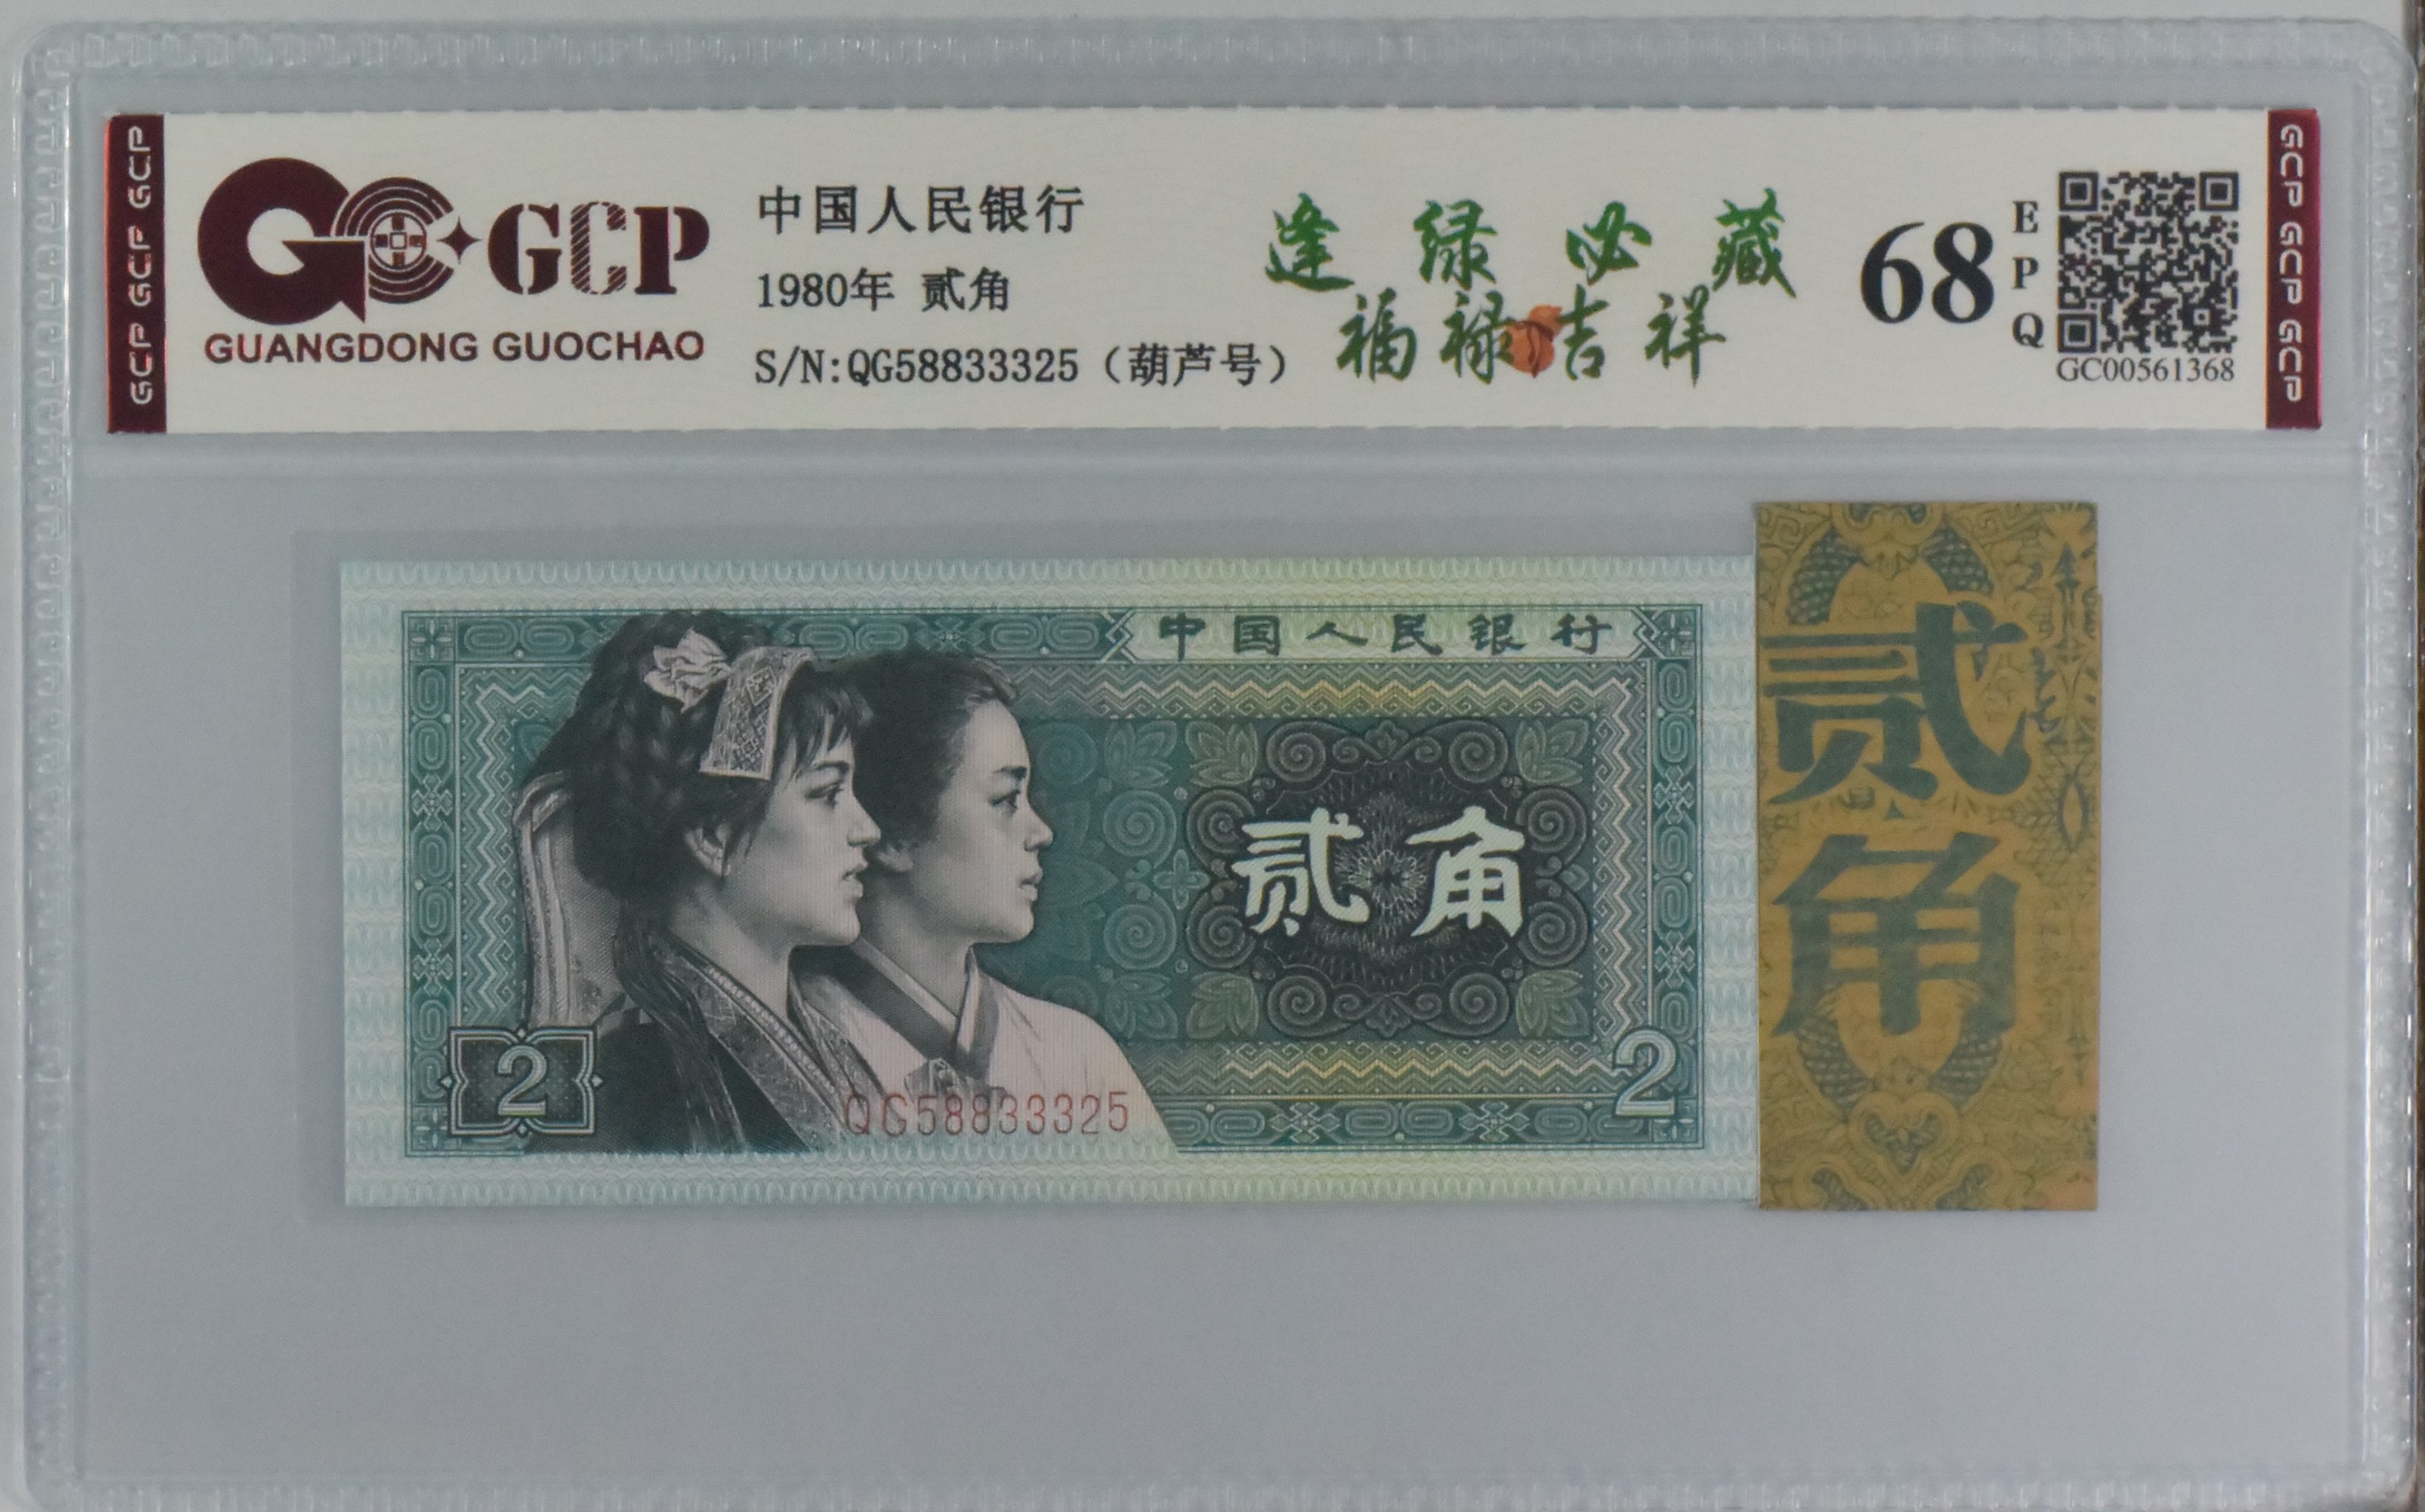 GCP GCP GCP
GCP
GUANGDONG GUOCHAO
中国人民银行
1980年 贰角
S/N:QG58833325（葫芦号）
逢绿必藏
福禄吉祥
68
EPQ
GC00561368
GCP GCP GCP
中国人民银行
贰角
2
QG58833325
2
贰角